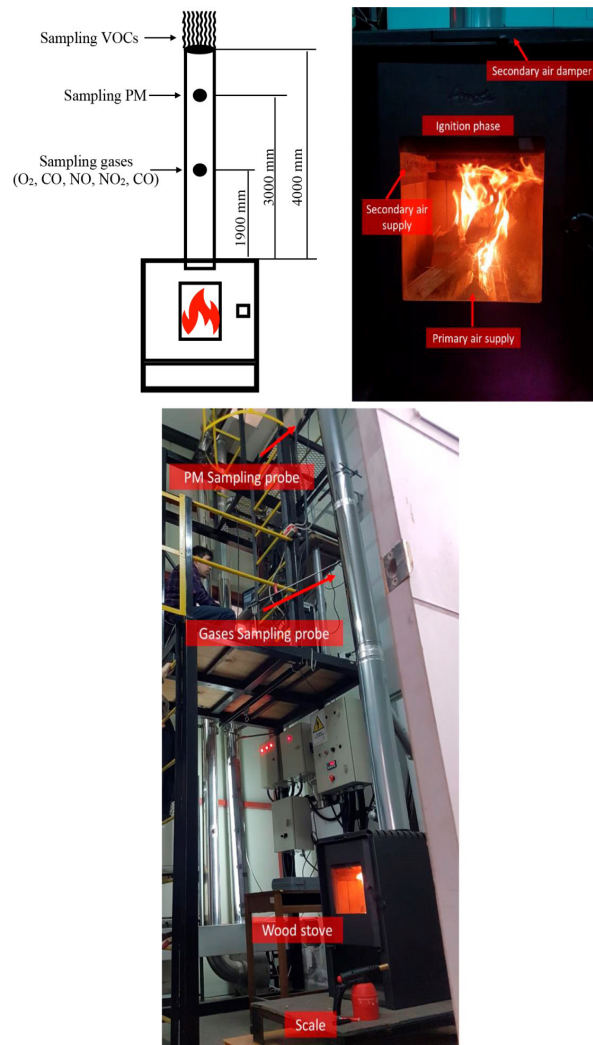 Sampling VOCs
Sampling PM
Sampling gases
(O₂, CO, NO, NO₂, CO)
1900 mm
3000 mm
4000 mm
Secondary air damper
Ignition phase
Secondary air
supply
Primary air supply
PM Sampling probe
Gases Sampling probe
Wood stove
Scale